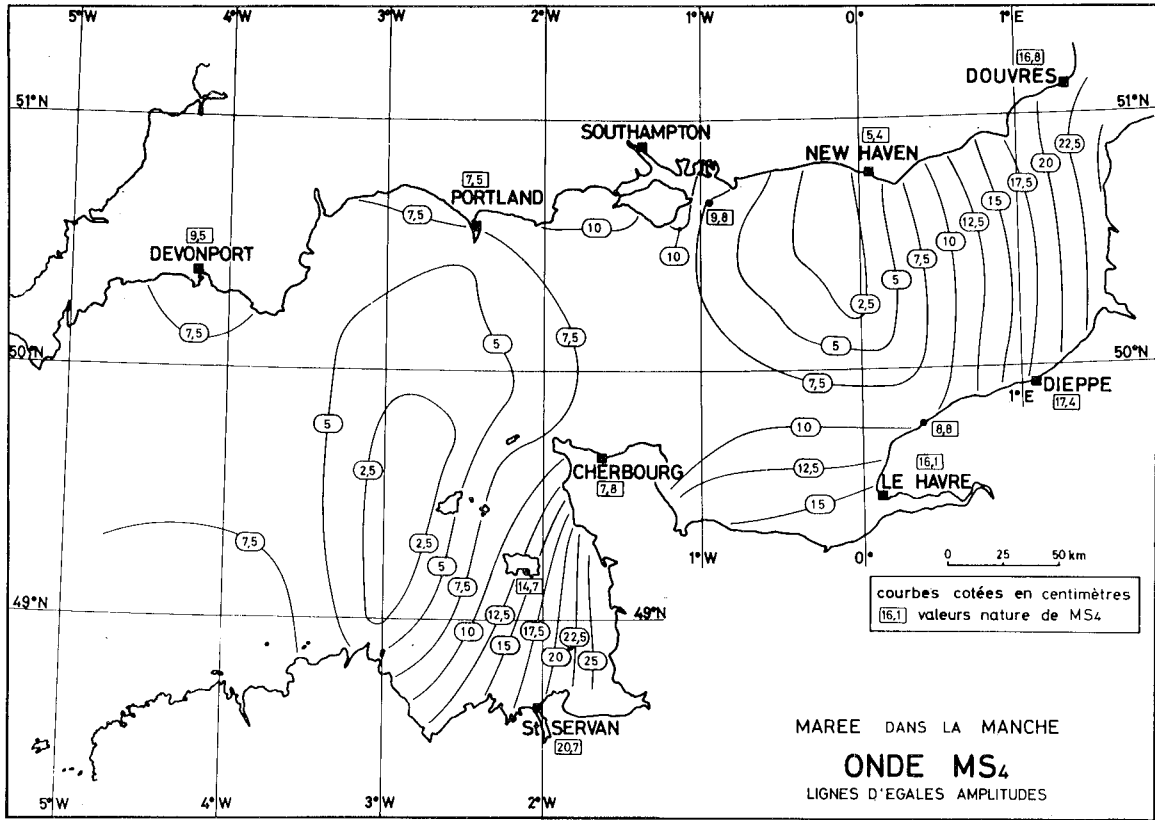 5°W
4°W
3°W
2°W
1°W
0°
1°E
16,8
DOUVRES
51°N
51°N
SOUTHAMPTON
5,4
NEW HAVEN
22,5
20
17,5
15
12,5
10
7,5
5
2,5
7,5
PORTLAND
7,5
10
9,8
10
9,5
DEVONPORT
7,5
5
7,5
5
7,5
50°N
50°N
DIEPPE
1°E
17,4
5
2,5
10
8,8
12,5
CHERBOURG
7,8
16,1
LE HAVRE
15
7,5
2,5
5
7,5
1°W
0°
0 25 50 km
14,7
12,5
10
17,5
15
22,5
20
25
49°N
49°N
courbes cotées en centimètres
16,1 valeurs nature de MS4
St SERVAN
20,7
MAREE DANS LA MANCHE
ONDE MS4
LIGNES D'EGALES AMPLITUDES
5°W
4°W
3°W
2°W